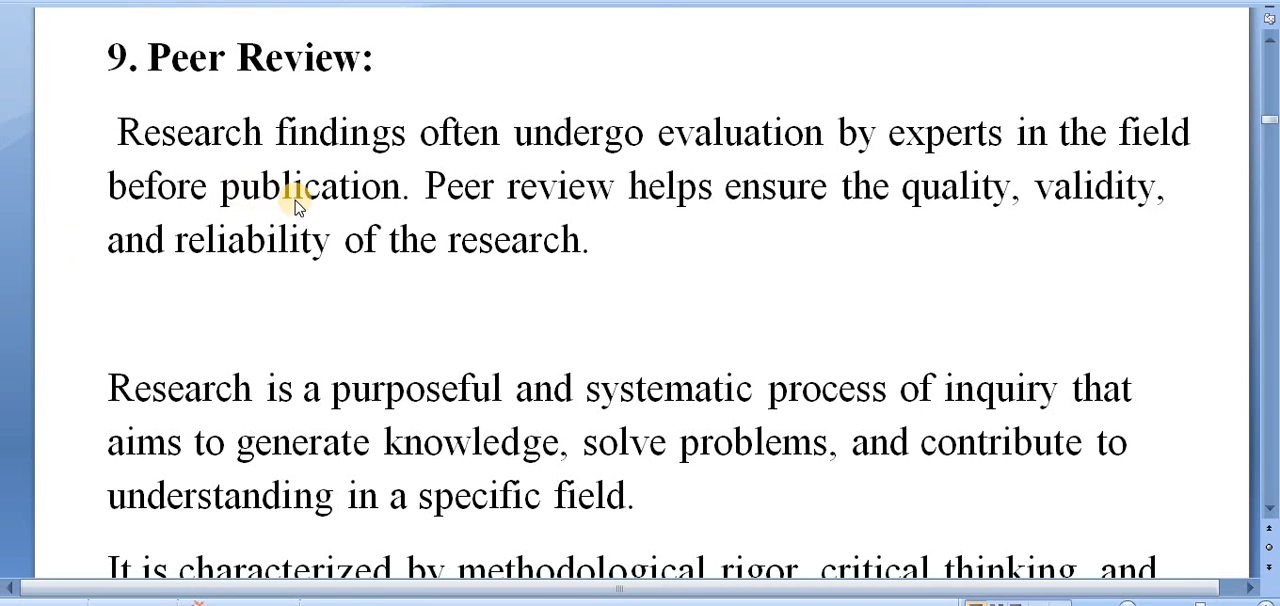 9. Peer Review:
Research findings often undergo evaluation by experts in the field
before publication. Peer review helps ensure the quality, validity,
and reliability of the research.
Research is a purposeful and systematic process of inquiry that
aims to generate knowledge, solve problems, and contribute to
understanding in a specific field.
It is characterized by methodological rigor, critical thinking, and